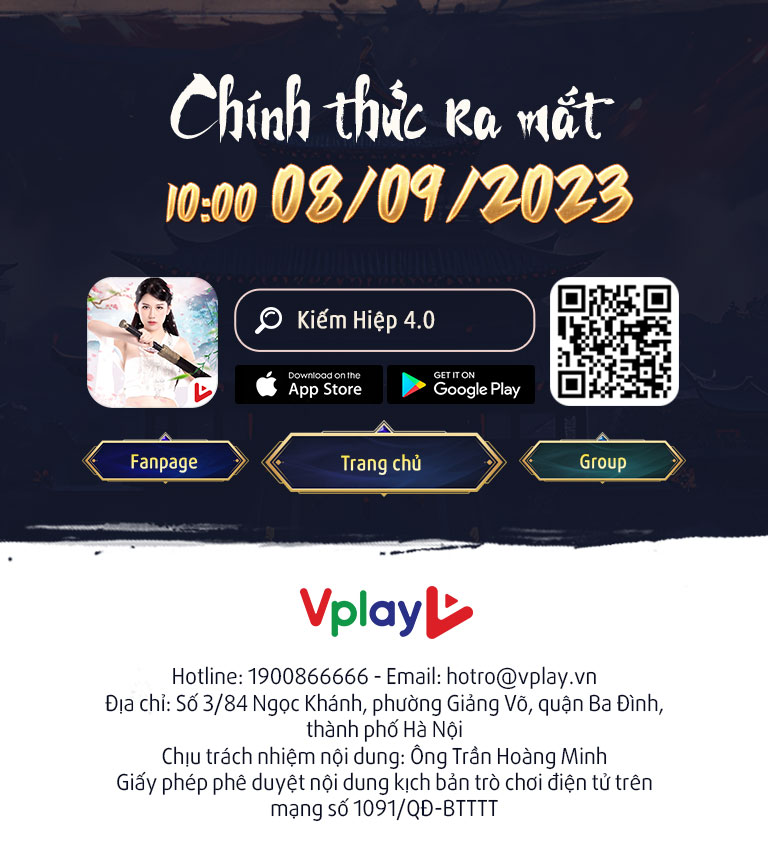 Chính thức ra mắt
10:00 08/09/2023
Kiếm Hiệp 4.0
Download on the
App Store
GET IT ON
Google Play
Fanpage
Trang chủ
Group
Vplay
Hotline: 1900866666 - Email: hotro@vplay.vn
Địa chỉ: Số 3/84 Ngọc Khánh, phường Giảng Võ, quận Ba Đình,
thành phố Hà Nội
Chịu trách nhiệm nội dung: Ông Trần Hoàng Minh
Giấy phép phê duyệt nội dung kịch bản trò chơi điện tử trên
mạng số 1091/QĐ-BTTTT